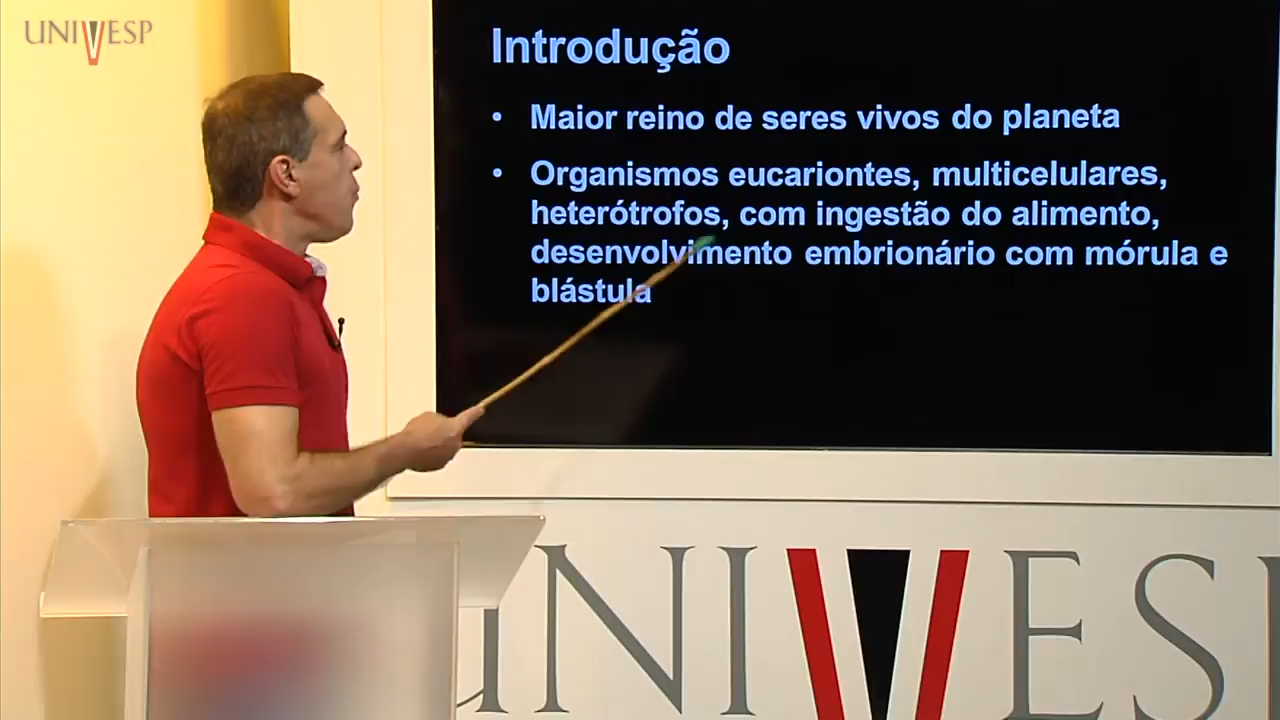 UNIVESP
Introdução
• Maior reino de seres vivos do planeta
• Organismos eucariontes, multicelulares,
heterótrofos, com ingestão do alimento,
desenvolvimento embrionário com mórula e
blástula
UNIVES